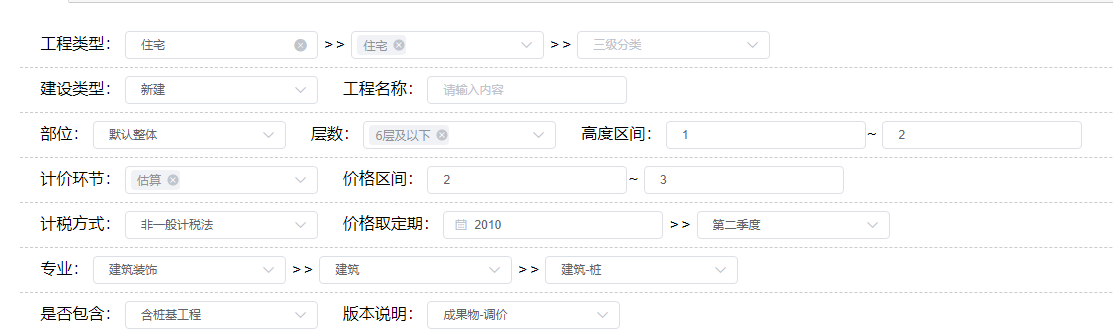 工程类型： 住宅 >> 住宅 >> 三级分类
建设类型： 新建 工程名称： 请输入内容
部位： 默认整体 层数： 6层及以下 高度区间： 1 ~ 2
计价环节： 估算 价格区间： 2 ~ 3
计税方式： 非一般计税法 价格取定期： 2010 >> 第二季度
专业： 建筑装饰 >> 建筑 >> 建筑-桩
是否包含： 含桩基工程 版本说明： 成果物-调价